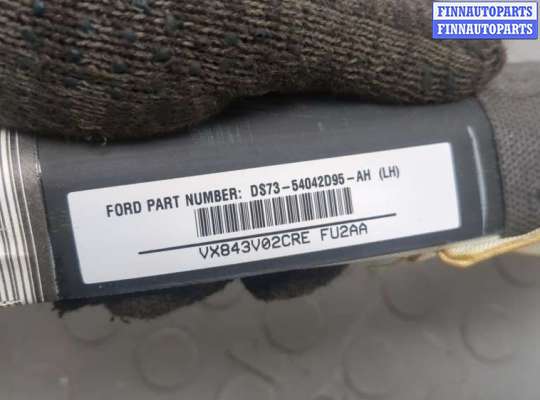 FINNAUTOPARTS
FINNAUTOPARTS
FORD PART NUMBER: DS73-54042D95-AH (LH)
VX843V02CRE FU2AA